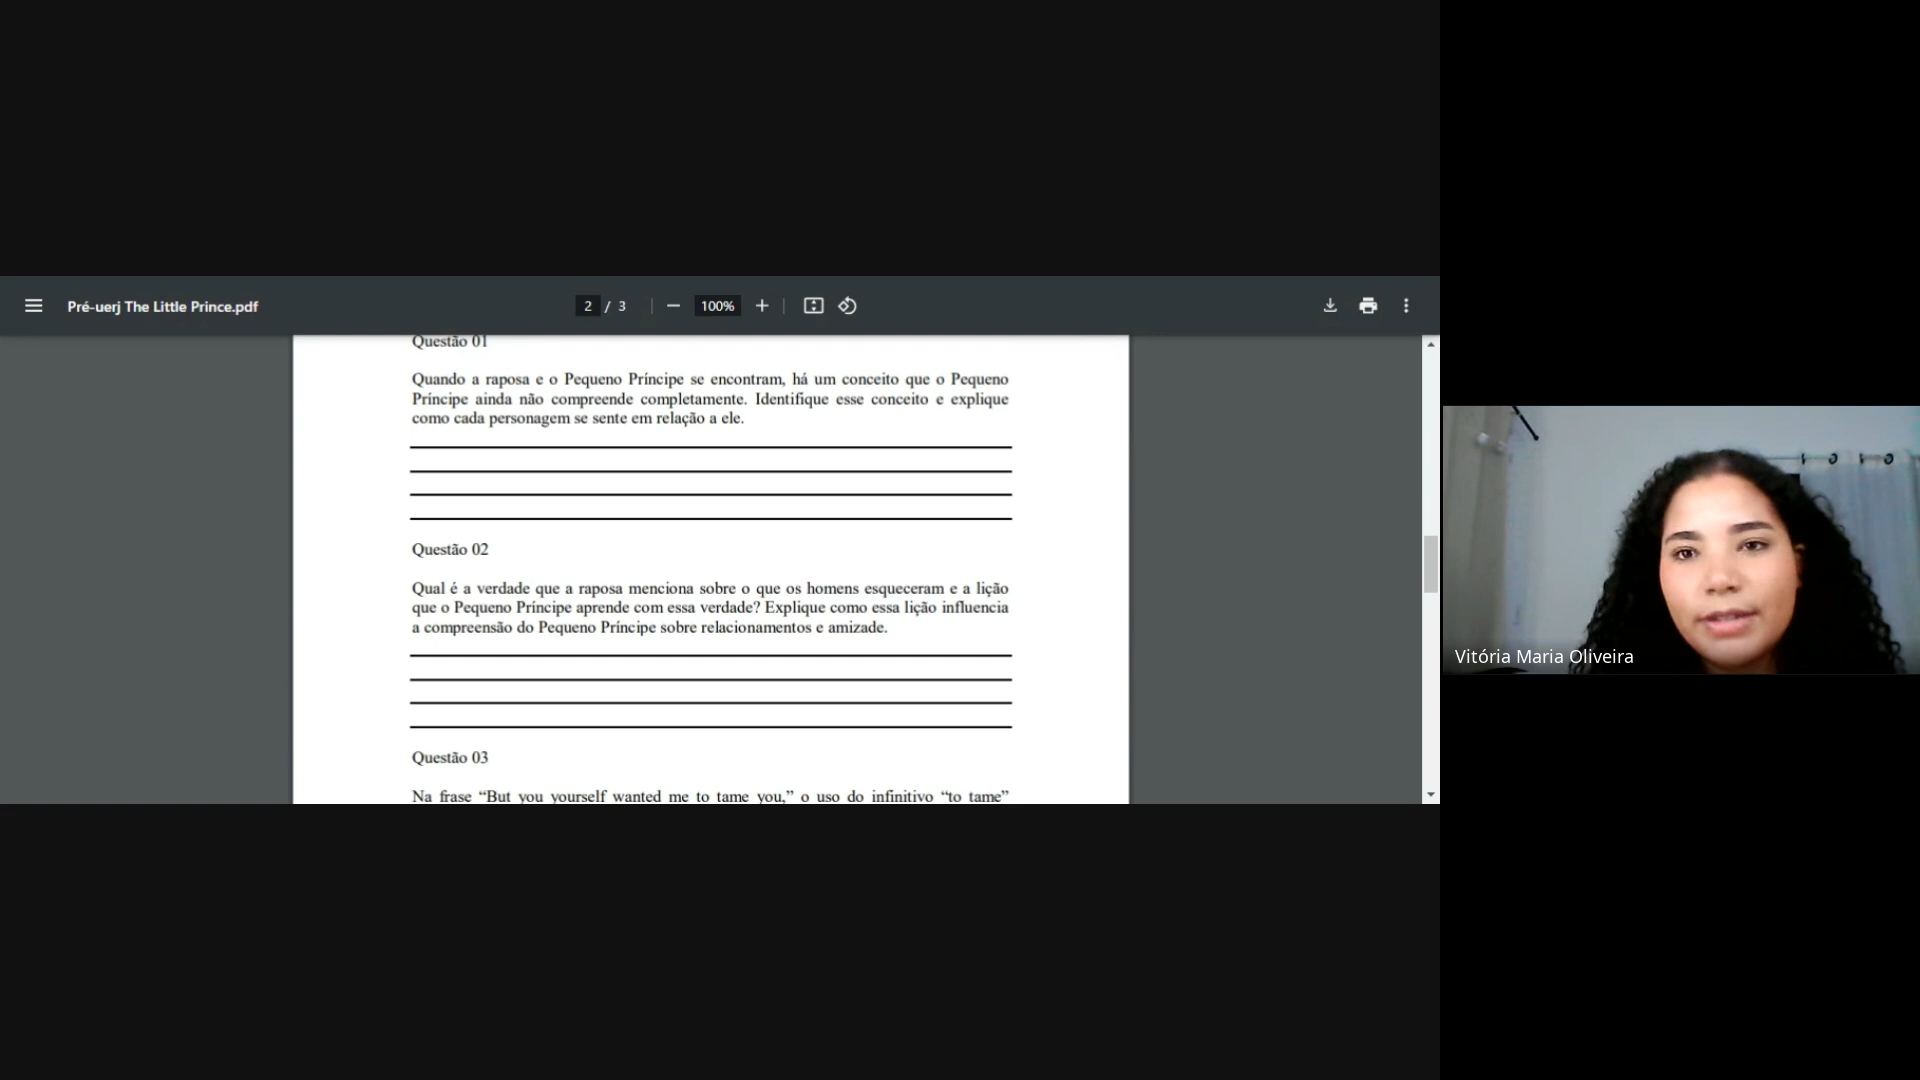 Pré-uerj The Little Prince.pdf
2 / 3
100%
Questão 01
Quando a raposa e o Pequeno Príncipe se encontram, há um conceito que o Pequeno
Príncipe ainda não compreende completamente. Identifique esse conceito e explique
como cada personagem se sente em relação a ele.
Questão 02
Qual é a verdade que a raposa menciona sobre o que os homens esqueceram e a lição
que o Pequeno Príncipe aprende com essa verdade? Explique como essa lição influencia
a compreensão do Pequeno Príncipe sobre relacionamentos e amizade.
Questão 03
Na frase “But you yourself wanted me to tame you,” o uso do infinitivo “to tame”
Vitória Maria Oliveira